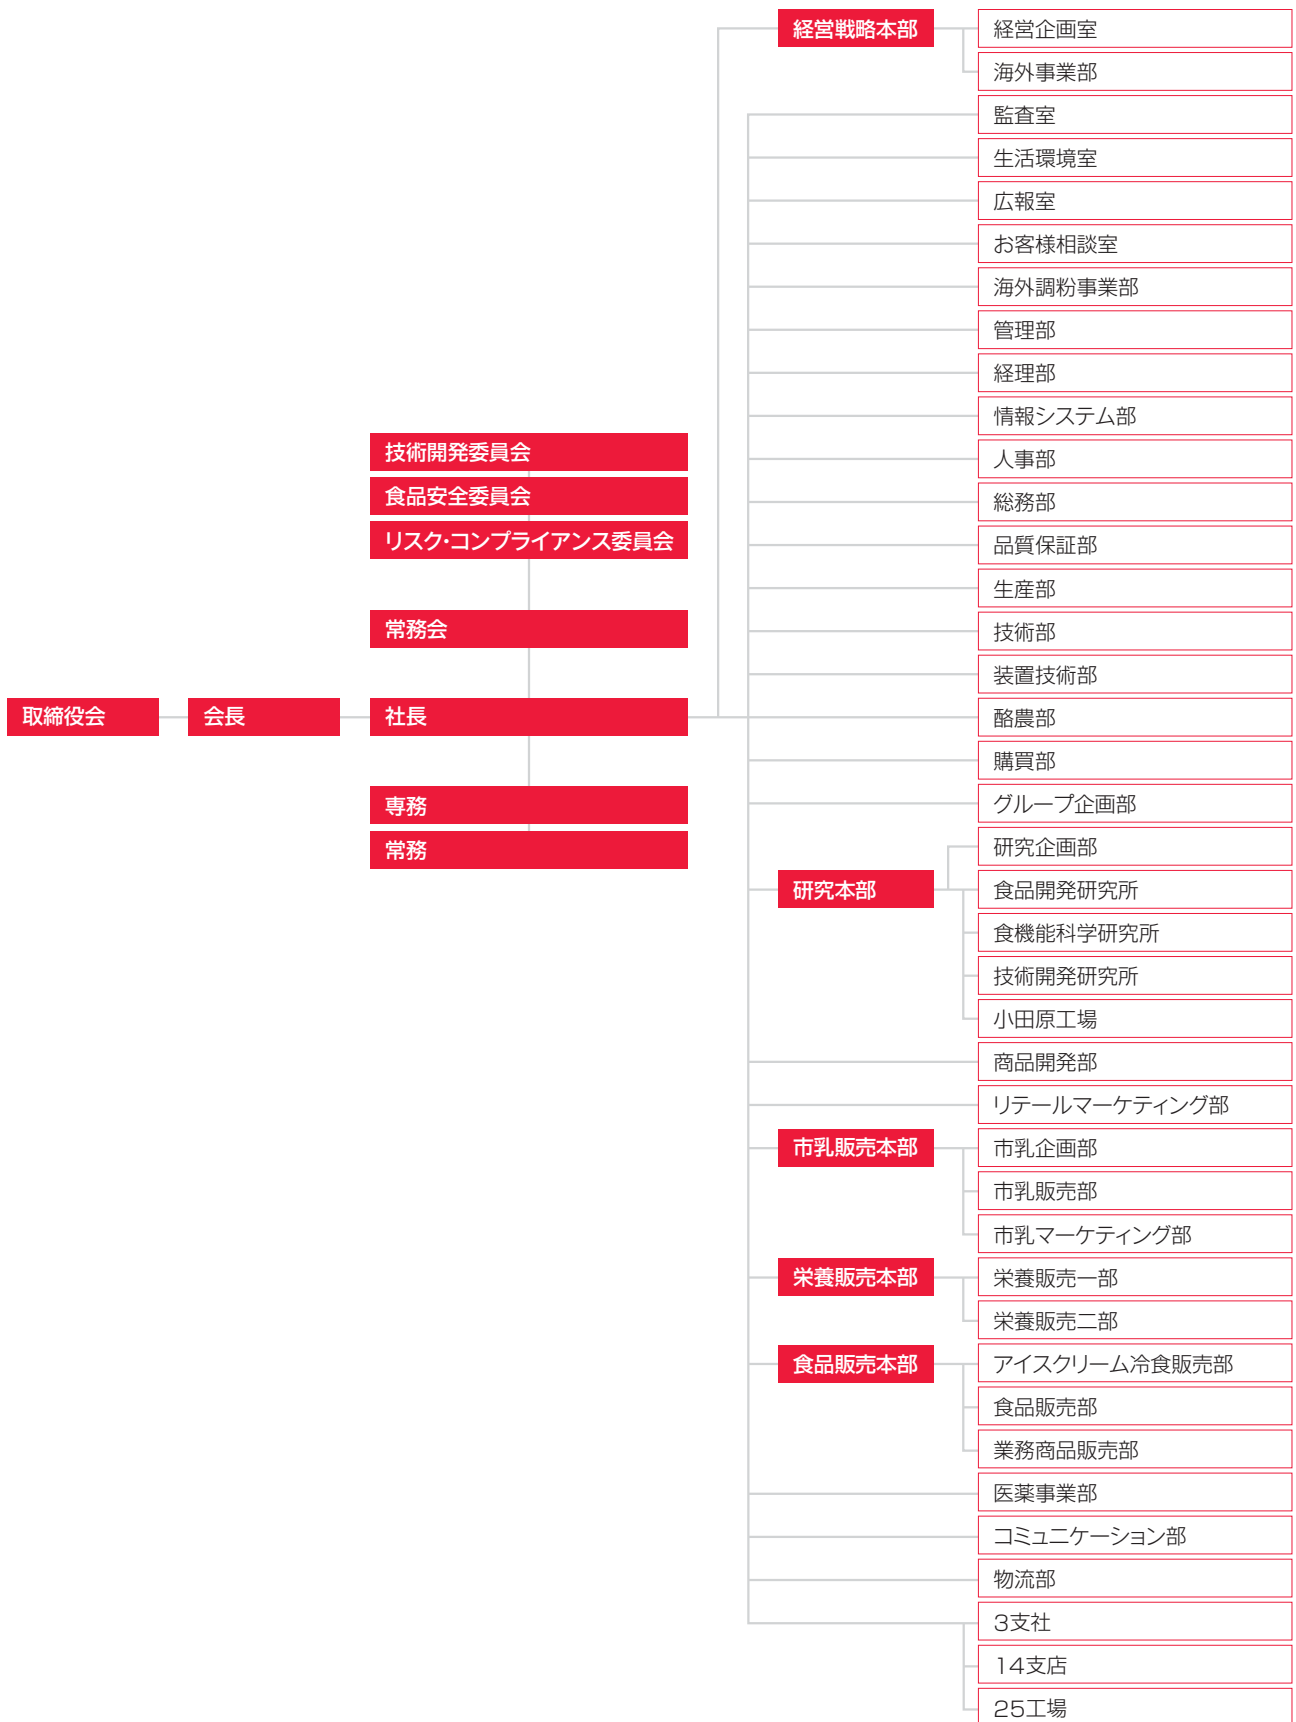 取締役会
会長
技術開発委員会
食品安全委員会
リスク・コンプライアンス委員会
常務会
社長
専務
常務
経営戦略本部
経営企画室
海外事業部
監査室
生活環境室
広報室
お客様相談室
海外調粉事業部
管理部
経理部
情報システム部
人事部
総務部
品質保証部
生産部
技術部
装置技術部
酪農部
購買部
グループ企画部
研究本部
研究企画部
食品開発研究所
食機能科学研究所
技術開発研究所
小田原工場
商品開発部
リテールマーケティング部
市乳販売本部
市乳企画部
市乳販売部
市乳マーケティング部
栄養販売本部
栄養販売一部
栄養販売二部
食品販売本部
アイスクリーム冷食販売部
食品販売部
業務商品販売部
医薬事業部
コミュニケーション部
物流部
3支社
14支店
25工場